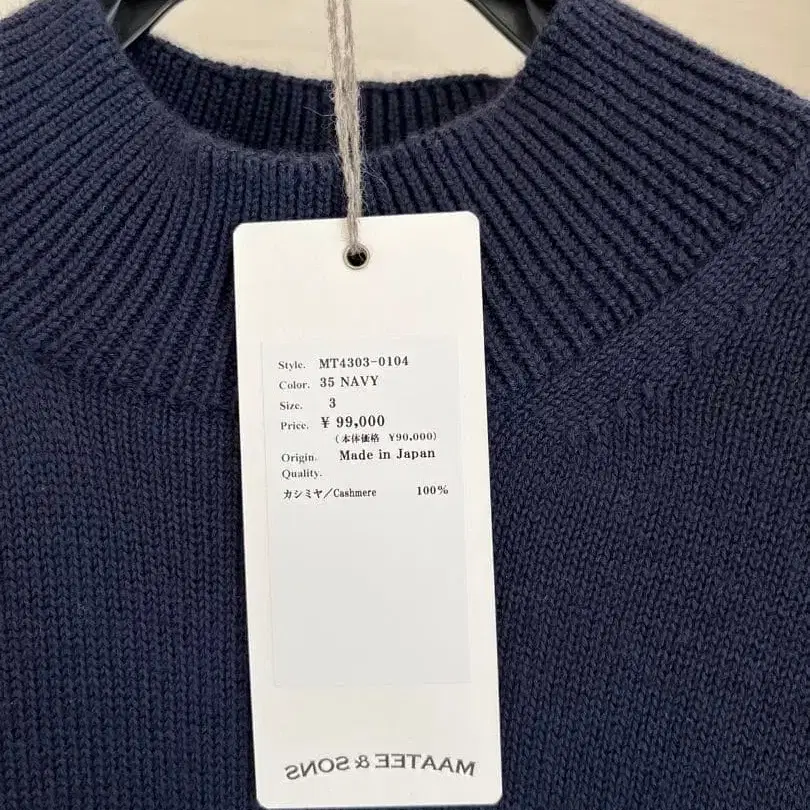 Style. MT4303-0104
Color. 35 NAVY
Size. 3
Price. ¥ 99,000
(本体価格 ¥90,000)
Origin. Made in Japan
Quality.
カシミヤ/Cashmere 100%
MAATEE & SONS